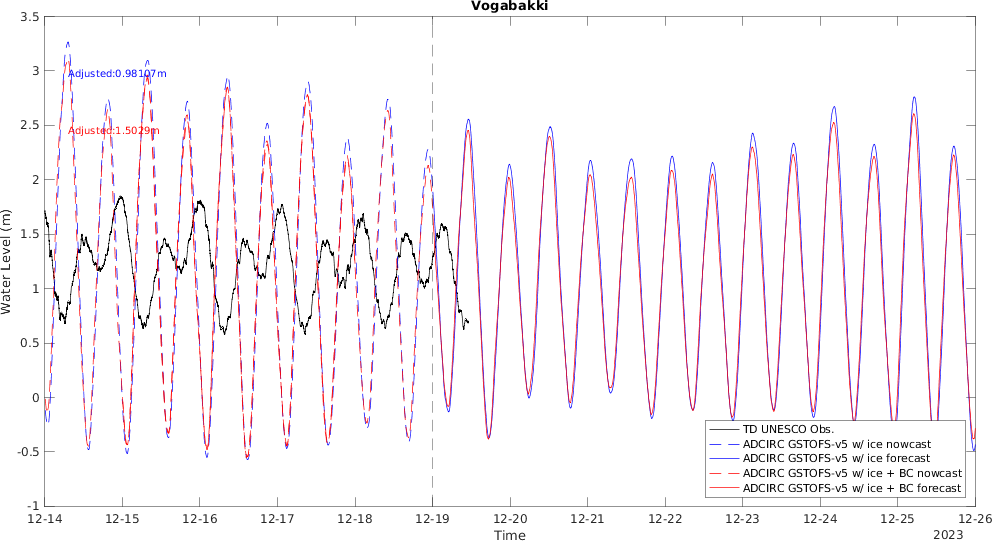 Vogabakki
3.5
3
2.5
2
1.5
1
0.5
0
-0.5
-1
Water Level (m)
Adjusted:0.98107m
Adjusted:1.5029m
TD UNESCO Obs.
ADCIRC GSTOFS-v5 w/ ice nowcast
ADCIRC GSTOFS-v5 w/ ice forecast
ADCIRC GSTOFS-v5 w/ ice + BC nowcast
ADCIRC GSTOFS-v5 w/ ice + BC forecast
12-14 12-15 12-16 12-17 12-18 12-19 12-20 12-21 12-22 12-23 12-24 12-25 12-26
Time
2023